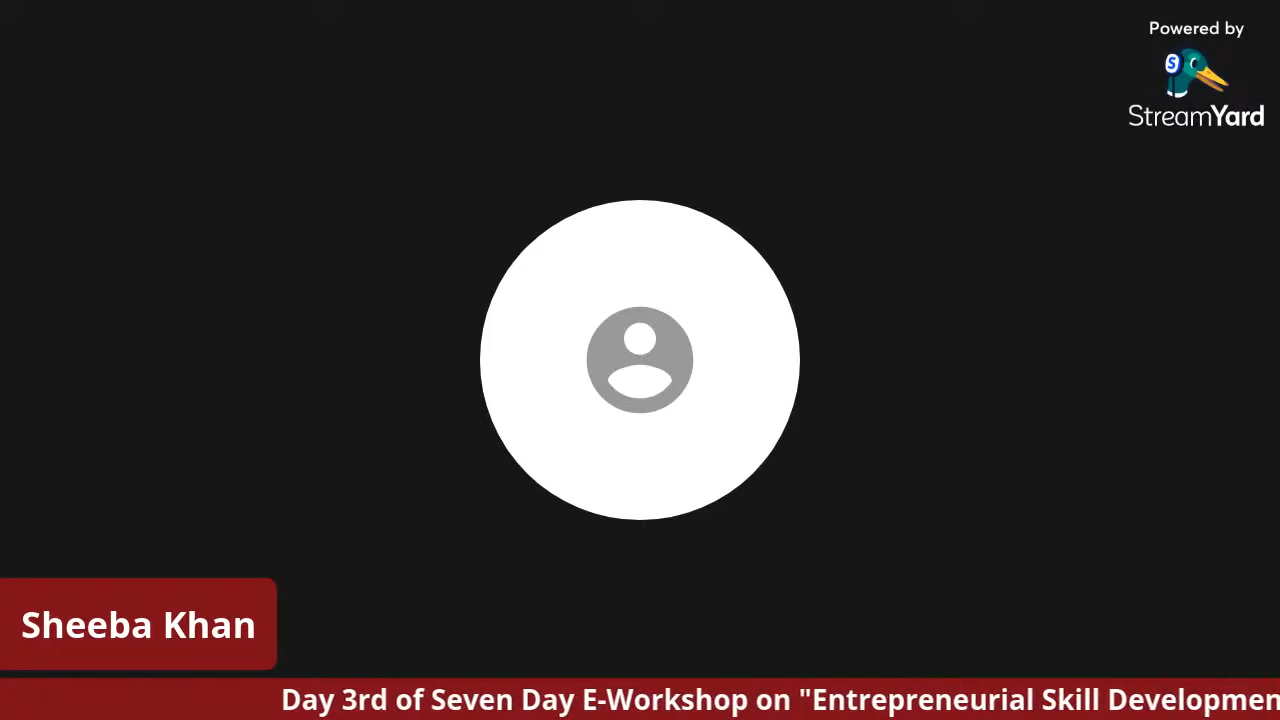 Powered by
S
StreamYard
Sheeba Khan
Day 3rd of Seven Day E-Workshop on "Entrepreneurial Skill Developmen